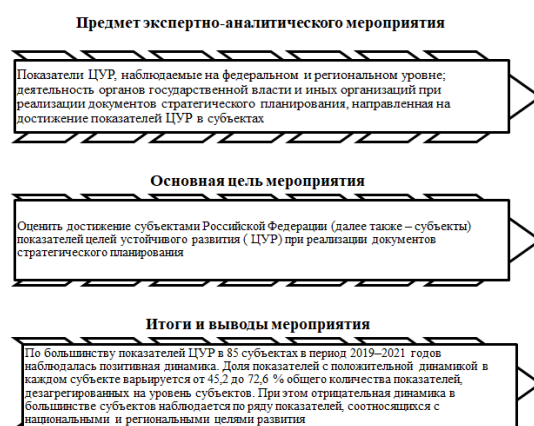 Предмет экспертно-аналитического мероприятия
Показатели ЦУР, наблюдаемые на федеральном и региональном уровне;
деятельность органов государственной власти и иных организаций при
реализации документов стратегического планирования, направленная на
достижение показателей ЦУР в субъектах
Основная цель мероприятия
Оценить достижение субъектами Российской Федерации (далее также – субъекты)
показателей целей устойчивого развития ( ЦУР) при реализации документов
стратегического планирования
Итоги и выводы мероприятия
По большинству показателей ЦУР в 85 субъектах в период 2019–2021 годов
наблюдалась позитивная динамика. Доля показателей с положительной динамикой в
каждом субъекте варьируется от 45,2 до 72,6 % общего количества показателей,
дезагрегированных на уровень субъектов. При этом отрицательная динамика в
большинстве субъектов наблюдается по ряду показателей, соотносящихся с
национальными и региональными целями развития